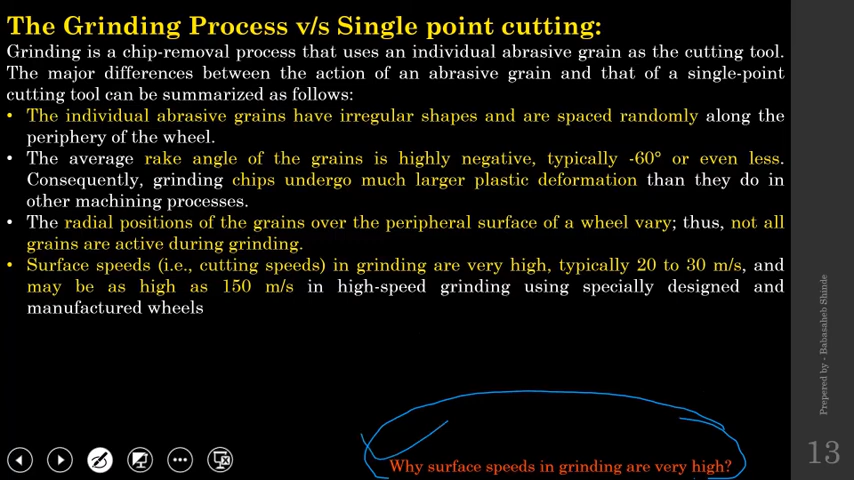 The Grinding Process v/s Single point cutting:
Grinding is a chip-removal process that uses an individual abrasive grain as the cutting tool.
The major differences between the action of an abrasive grain and that of a single-point
cutting tool can be summarized as follows:
• The individual abrasive grains have irregular shapes and are spaced randomly along the
periphery of the wheel.
• The average rake angle of the grains is highly negative, typically -60° or even less.
Consequently, grinding chips undergo much larger plastic deformation than they do in
other machining processes.
• The radial positions of the grains over the peripheral surface of a wheel vary; thus, not all
grains are active during grinding.
• Surface speeds (i.e., cutting speeds) in grinding are very high, typically 20 to 30 m/s, and
may be as high as 150 m/s in high-speed grinding using specially designed and
manufactured wheels
Why surface speeds in grinding are very high?
Prepered by - Babasaheb Shinde
13